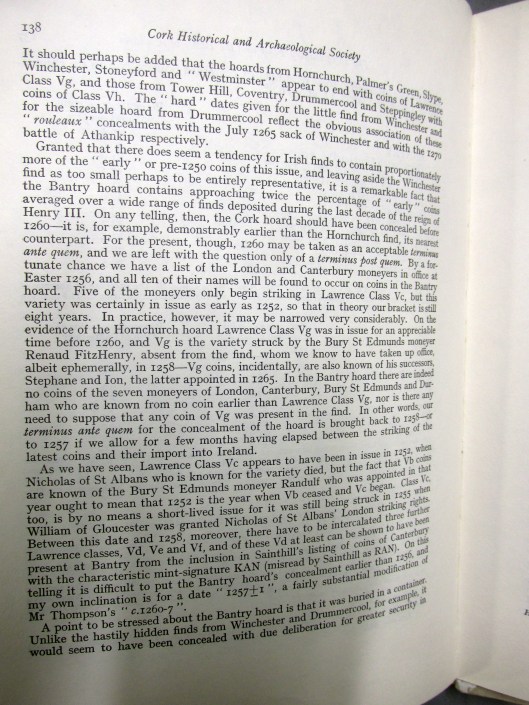 138
Cork Historical and Archaeological Society
It should perhaps be added that the hoards from Hornchurch, Palmer's Green, Slype,
Winchester, Stoneyford and “ Westminster ” appear to end with coins of Lawrence
Class Vg, and those from Tower Hill, Coventry, Drummercool and Steppingley with
coins of Class Vh. The “ hard ” dates given for the little find from Winchester and
for the sizeable hoard from Drummercool reflect the obvious association of these
“ rouleaux ” concealments with the July 1265 sack of Winchester and with the 1270
battle of Athankip respectively.
Granted that there does seem a tendency for Irish finds to contain proportionately
more of the “ early ” or pre-1250 coins of this issue, and leaving aside the Winchester
find as too small perhaps to be entirely representative, it is a remarkable fact that
the Bantry hoard contains approaching twice the percentage of “ early ” coins
averaged over a wide range of finds deposited during the last decade of the reign of
Henry III. On any telling, then, the Cork hoard should have been concealed before
1260—it is, for example, demonstrably earlier than the Hornchurch find, its nearest
counterpart. For the present, though, 1260 may be taken as an acceptable terminus
ante quem, and we are left with the question only of a terminus post quem. By a for-
tunate chance we have a list of the London and Canterbury moneyers in office at
Easter 1256, and all ten of their names will be found to occur on coins in the Bantry
hoard. Five of the moneyers only begin striking in Lawrence Class Vc, but this
variety was certainly in issue as early as 1252, so that in theory our bracket is still
eight years. In practice, however, it may be narrowed very considerably. On the
evidence of the Hornchurch hoard Lawrence Class Vg was in issue for an appreciable
time before 1260, and Vg is the variety struck by the Bury St Edmunds moneyer
Renaud FitzHenry, absent from the find, whom we know to have taken up office,
albeit ephemerally, in 1258—Vg coins, incidentally, are also known of his successors,
Stephane and Ion, the latter appointed in 1265. In the Bantry hoard there are indeed
no coins of the seven moneyers of London, Canterbury, Bury St Edmunds and Dur-
ham who are known from no coin earlier than Lawrence Class Vg, nor is there any
need to suppose that any coin of Vg was present in the find. In other words, our
terminus ante quem for the concealment of the hoard is brought back to 1258—or
to 1257 if we allow for a few months having elapsed between the striking of the
latest coins and their import into Ireland.
As we have seen, Lawrence Class Vc appears to have been in issue in 1252, when
Nicholas of St Albans who is known for the variety died, but the fact that Vb coins
are known of the Bury St Edmunds moneyer Randulf who was appointed in that
year ought to mean that 1252 is the year when Vb ceased and Vc began. Class Vc,
too, is by no means a short-lived issue for it was still being struck in 1255 when
William of Gloucester was granted Nicholas of St Albans' London striking rights.
Between this date and 1258, moreover, there have to be intercalated three further
Lawrence classes, Vd, Ve and Vf, and of these Vd at least can be shown to have been
present at Bantry from the inclusion in Sainthill's listing of coins of Canterbury
with the characteristic mint-signature KAN (misread by Sainthill as RAN). On this
telling it is difficult to put the Bantry hoard's concealment earlier than 1256, and
my own inclination is for a date “ 1257±1 ”, a fairly substantial modification of
Mr Thompson's “ c.1260-7 ”.
A point to be stressed about the Bantry hoard is that it was buried in a container.
Unlike the hastily hidden finds from Winchester and Drummercool, for example, it
would seem to have been concealed with due deliberation for greater security in